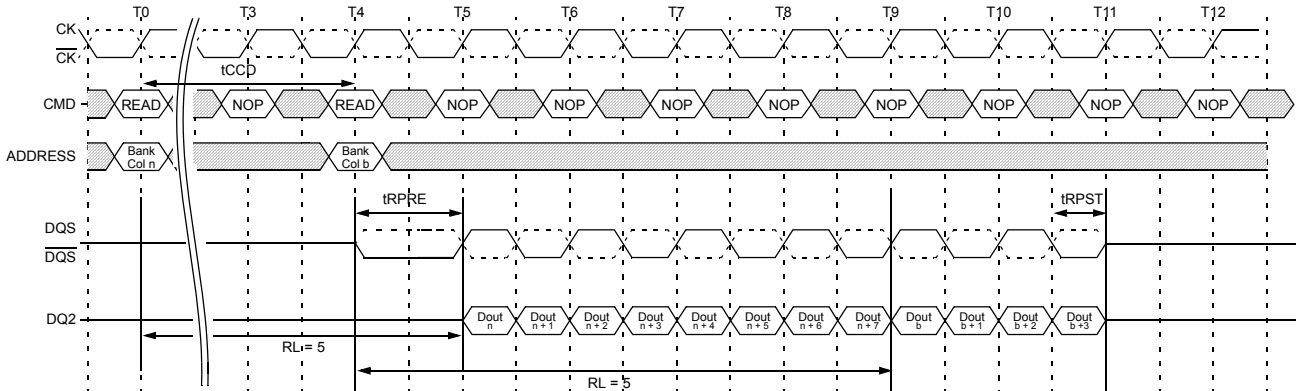 T0 T3 T4 T5 T6 T7 T8 T9 T10 T11 T12
CK
CK
tCCD
CMD READ NOP READ NOP NOP NOP NOP NOP NOP NOP NOP
ADDRESS Bank Col n Bank Col b
tRPRE tRPST
DQS
DQS
DQ2 Dout n Dout n + 1 Dout n + 2 Dout n + 3 Dout n + 4 Dout n + 5 Dout n + 6 Dout n + 7 Dout b Dout b + 1 Dout b + 2 Dout b +3
RL = 5
RL = 5